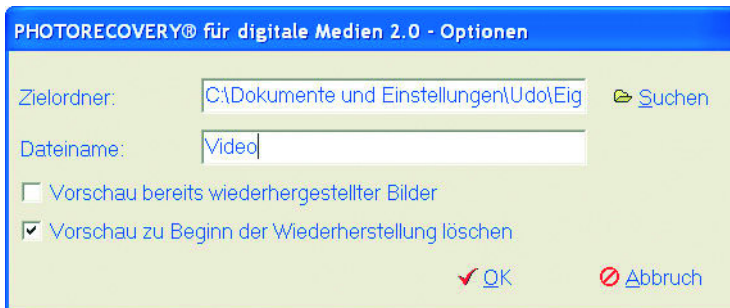 PHOTORECOVERY® für digitale Medien 2.0 - Optionen
Zielordner: C:\Dokumente und Einstellungen\Udo\Eig Suchen
Dateiname: Video
Vorschau bereits wiederhergestellter Bilder
Vorschau zu Beginn der Wiederherstellung löschen
OK Abbruch